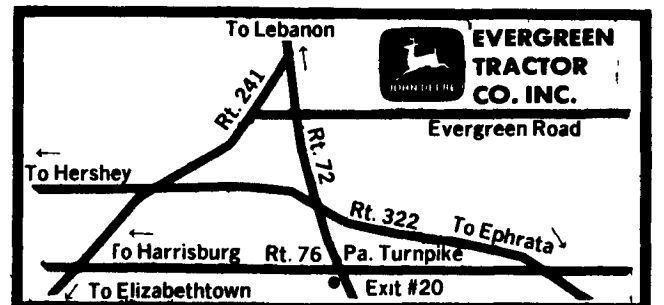 To Lebanon
EVERGREEN
TRACTOR
CO. INC.
JOHN DEERE
Rt. 241
Evergreen Road
Rt. 72
To Hershey
Rt. 322
To Ephrata
To Harrisburg
Rt. 76
Pa. Turnpike
To Elizabethtown
Exit #20